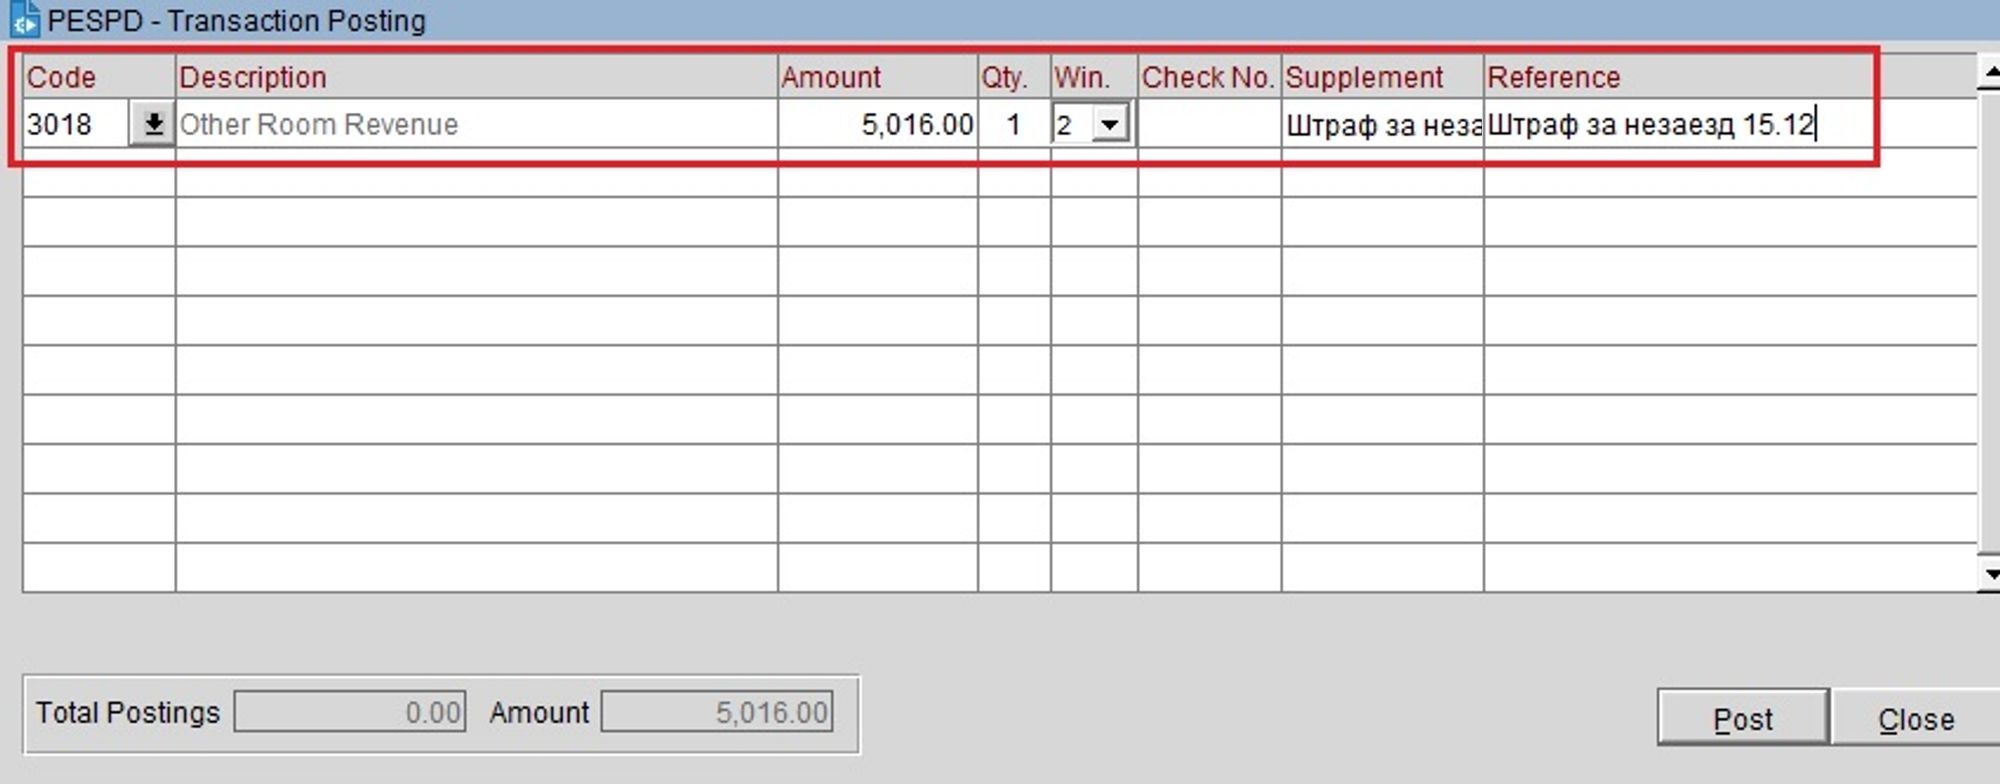 PESPD - Transaction Posting
Code Description Amount Qty. Win. Check No. Supplement Reference
3018 Other Room Revenue 5,016.00 1 2 Штраф за неза Штраф за незаезд 15.12
Total Postings 0.00 Amount 5,016.00 Post Close